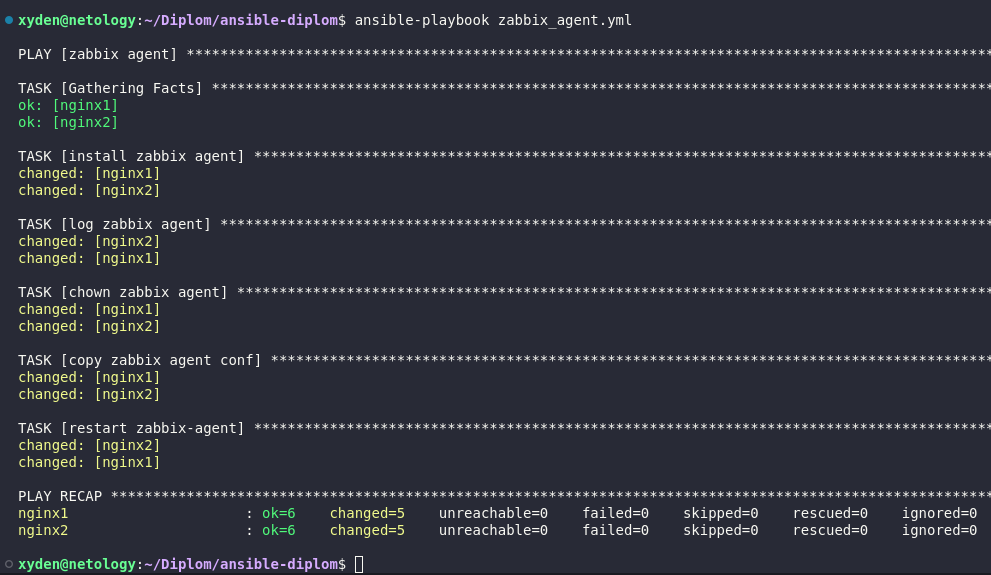 xyden@netology:~/Diplom/ansible-diplom$ ansible-playbook zabbix_agent.yml
PLAY [zabbix agent] ************************************************************************************************
TASK [Gathering Facts] *********************************************************************************************
ok: [nginx1]
ok: [nginx2]
TASK [install zabbix agent] ****************************************************************************************
changed: [nginx1]
changed: [nginx2]
TASK [log zabbix agent] ********************************************************************************************
changed: [nginx2]
changed: [nginx1]
TASK [chown zabbix agent] ******************************************************************************************
changed: [nginx1]
changed: [nginx2]
TASK [copy zabbix agent conf] **************************************************************************************
changed: [nginx1]
changed: [nginx2]
TASK [restart zabbix-agent] ****************************************************************************************
changed: [nginx2]
changed: [nginx1]
PLAY RECAP *********************************************************************************************************
nginx1                     : ok=6    changed=5    unreachable=0    failed=0    skipped=0    rescued=0    ignored=0
nginx2                     : ok=6    changed=5    unreachable=0    failed=0    skipped=0    rescued=0    ignored=0
xyden@netology:~/Diplom/ansible-diplom$